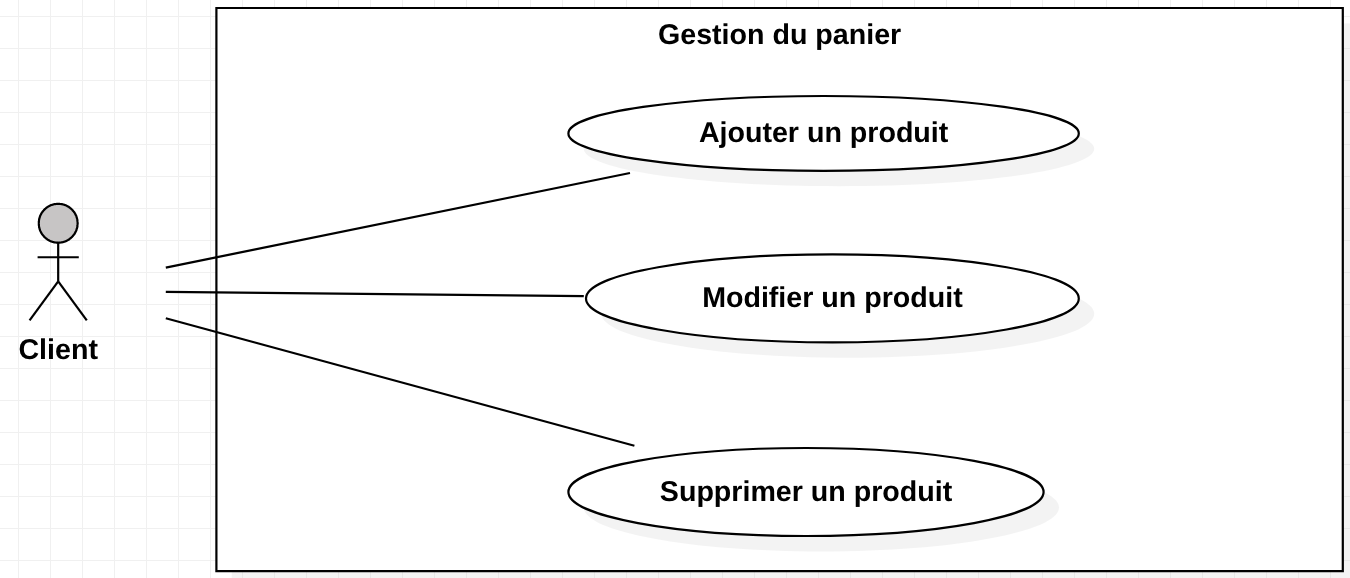 Gestion du panier
Ajouter un produit
Modifier un produit
Client
Supprimer un produit